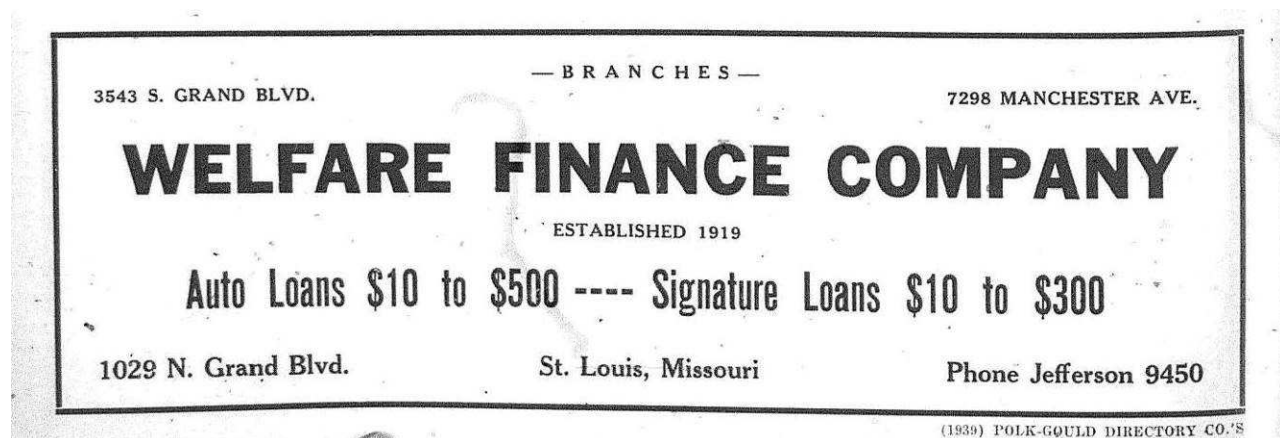 —BRANCHES—
3543 S. GRAND BLVD. 7298 MANCHESTER AVE.
WELFARE FINANCE COMPANY
ESTABLISHED 1919
Auto Loans $10 to $500 ---- Signature Loans $10 to $300
1029 N. Grand Blvd. St. Louis, Missouri Phone Jefferson 9450
(1939) POLK-GOULD DIRECTORY CO.'S